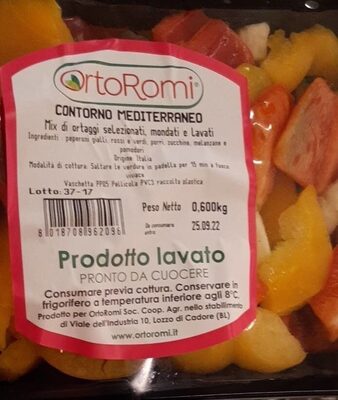 OrtoRomi®
CONTORNO MEDITERRANEO
Mix di ortaggi selezionati, mondati e Lavati
Ingredienti peperoni gialli, rossi e verdi, porri, zucchine, melanzane e
pomodori
Origine Italia
Modalità di cottura: Saltare le verdure in padella per 15 min a fuoco
vivace
Vaschetta PP05 Pellicola PVC3 raccolta plastica
Lotto: 37-17
Peso Netto 0,600kg
Da consumare
entro 25.09.22
8018708962096
Prodotto lavato
PRONTO DA CUOCERE
Consumare previa cottura. Conservare in
frigorifero a temperatura inferiore agli 8°C.
Prodotto per OrtoRomi Soc. Coop. Agr. nello stabilimento
di Viale dell'Industria 10, Lozzo di Cadore (BL)
www.ortoromi.it